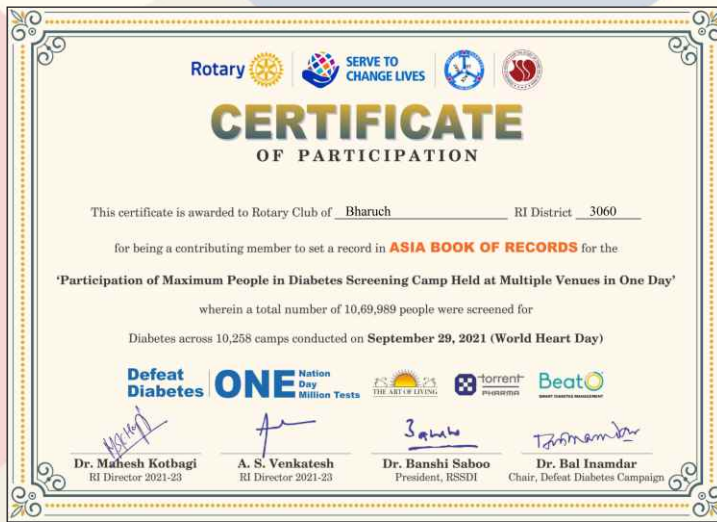 Rotary
SERVE TO
CHANGE LIVES
CERTIFICATE
OF PARTICIPATION
This certificate is awarded to Rotary Club of Bharuch RI District 3060
for being a contributing member to set a record in ASIA BOOK OF RECORDS for the
'Participation of Maximum People in Diabetes Screening Camp Held at Multiple Venues in One Day'
wherein a total number of 10,69,989 people were screened for
Diabetes across 10,258 camps conducted on September 29, 2021 (World Heart Day)
Defeat
Diabetes
ONE
Nation
Day
Million Tests
THE ART OF LIVING
torrent
PHARMA
BeatO
SMART DIABETES MANAGEMENT
Dr. Mahesh Kotbagi
RI Director 2021-23
A. S. Venkatesh
RI Director 2021-23
Dr. Banshi Saboo
President, RSSDI
Dr. Bal Inamdar
Chair, Defeat Diabetes Campaign